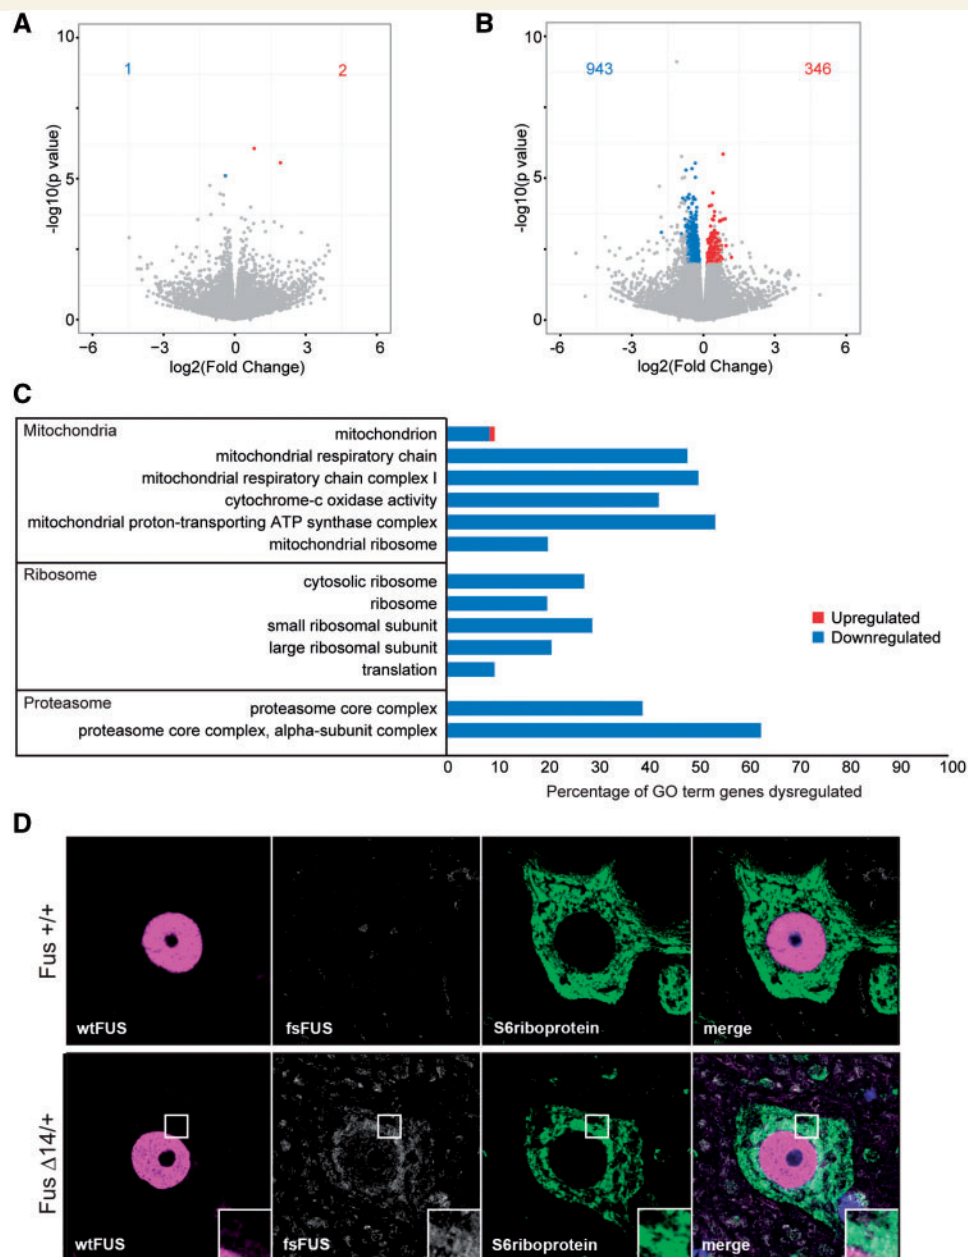 A
B
10
1
2
5
0
-log10(p value)
−6
−3
0
3
6
log2(Fold Change)
10
943
346
5
0
-log10(p value)
-6
-3
0
3
6
log2(Fold Change)
C
Mitochondria
mitochondrion
mitochondrial respiratory chain
mitochondrial respiratory chain complex I
cytochrome-c oxidase activity
mitochondrial proton-transporting ATP synthase complex
mitochondrial ribosome
Ribosome
cytosolic ribosome
ribosome
small ribosomal subunit
large ribosomal subunit
translation
Proteasome
proteasome core complex
proteasome core complex, alpha-subunit complex
Upregulated
Downregulated
0 10 20 30 40 50 60 70 80 90 100
Percentage of GO term genes dysregulated
D
Fus +/+
wtFUS
fsFUS
S6riboprotein
merge
Fus Δ14/+
wtFUS
fsFUS
S6riboprotein
merge